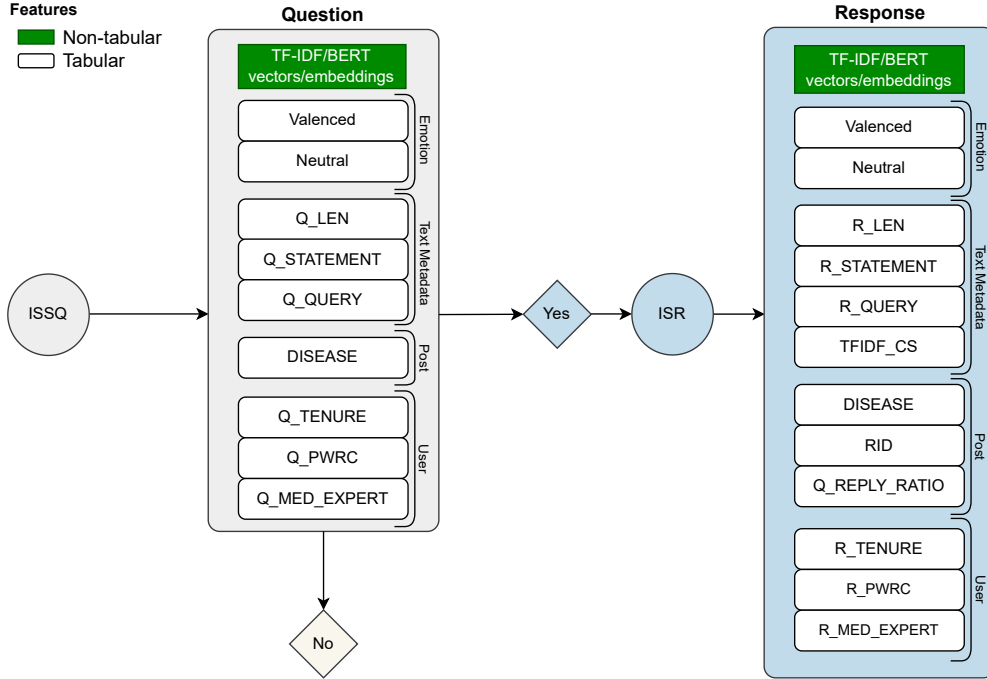 Features
Non-tabular
Tabular
Question
TF-IDF/BERT
vectors/embeddings
Valenced
Neutral
Emotion
Q_LEN
Q_STATEMENT
Q_QUERY
Text Metadata
DISEASE
Post
Q_TENURE
Q_PWRC
Q_MED_EXPERT
User
ISSQ
Yes
No
ISR
Response
TF-IDF/BERT
vectors/embeddings
Valenced
Neutral
Emotion
R_LEN
R_STATEMENT
R_QUERY
TFIDF_CS
Text Metadata
DISEASE
RID
Q_REPLY_RATIO
Post
R_TENURE
R_PWRC
R_MED_EXPERT
User